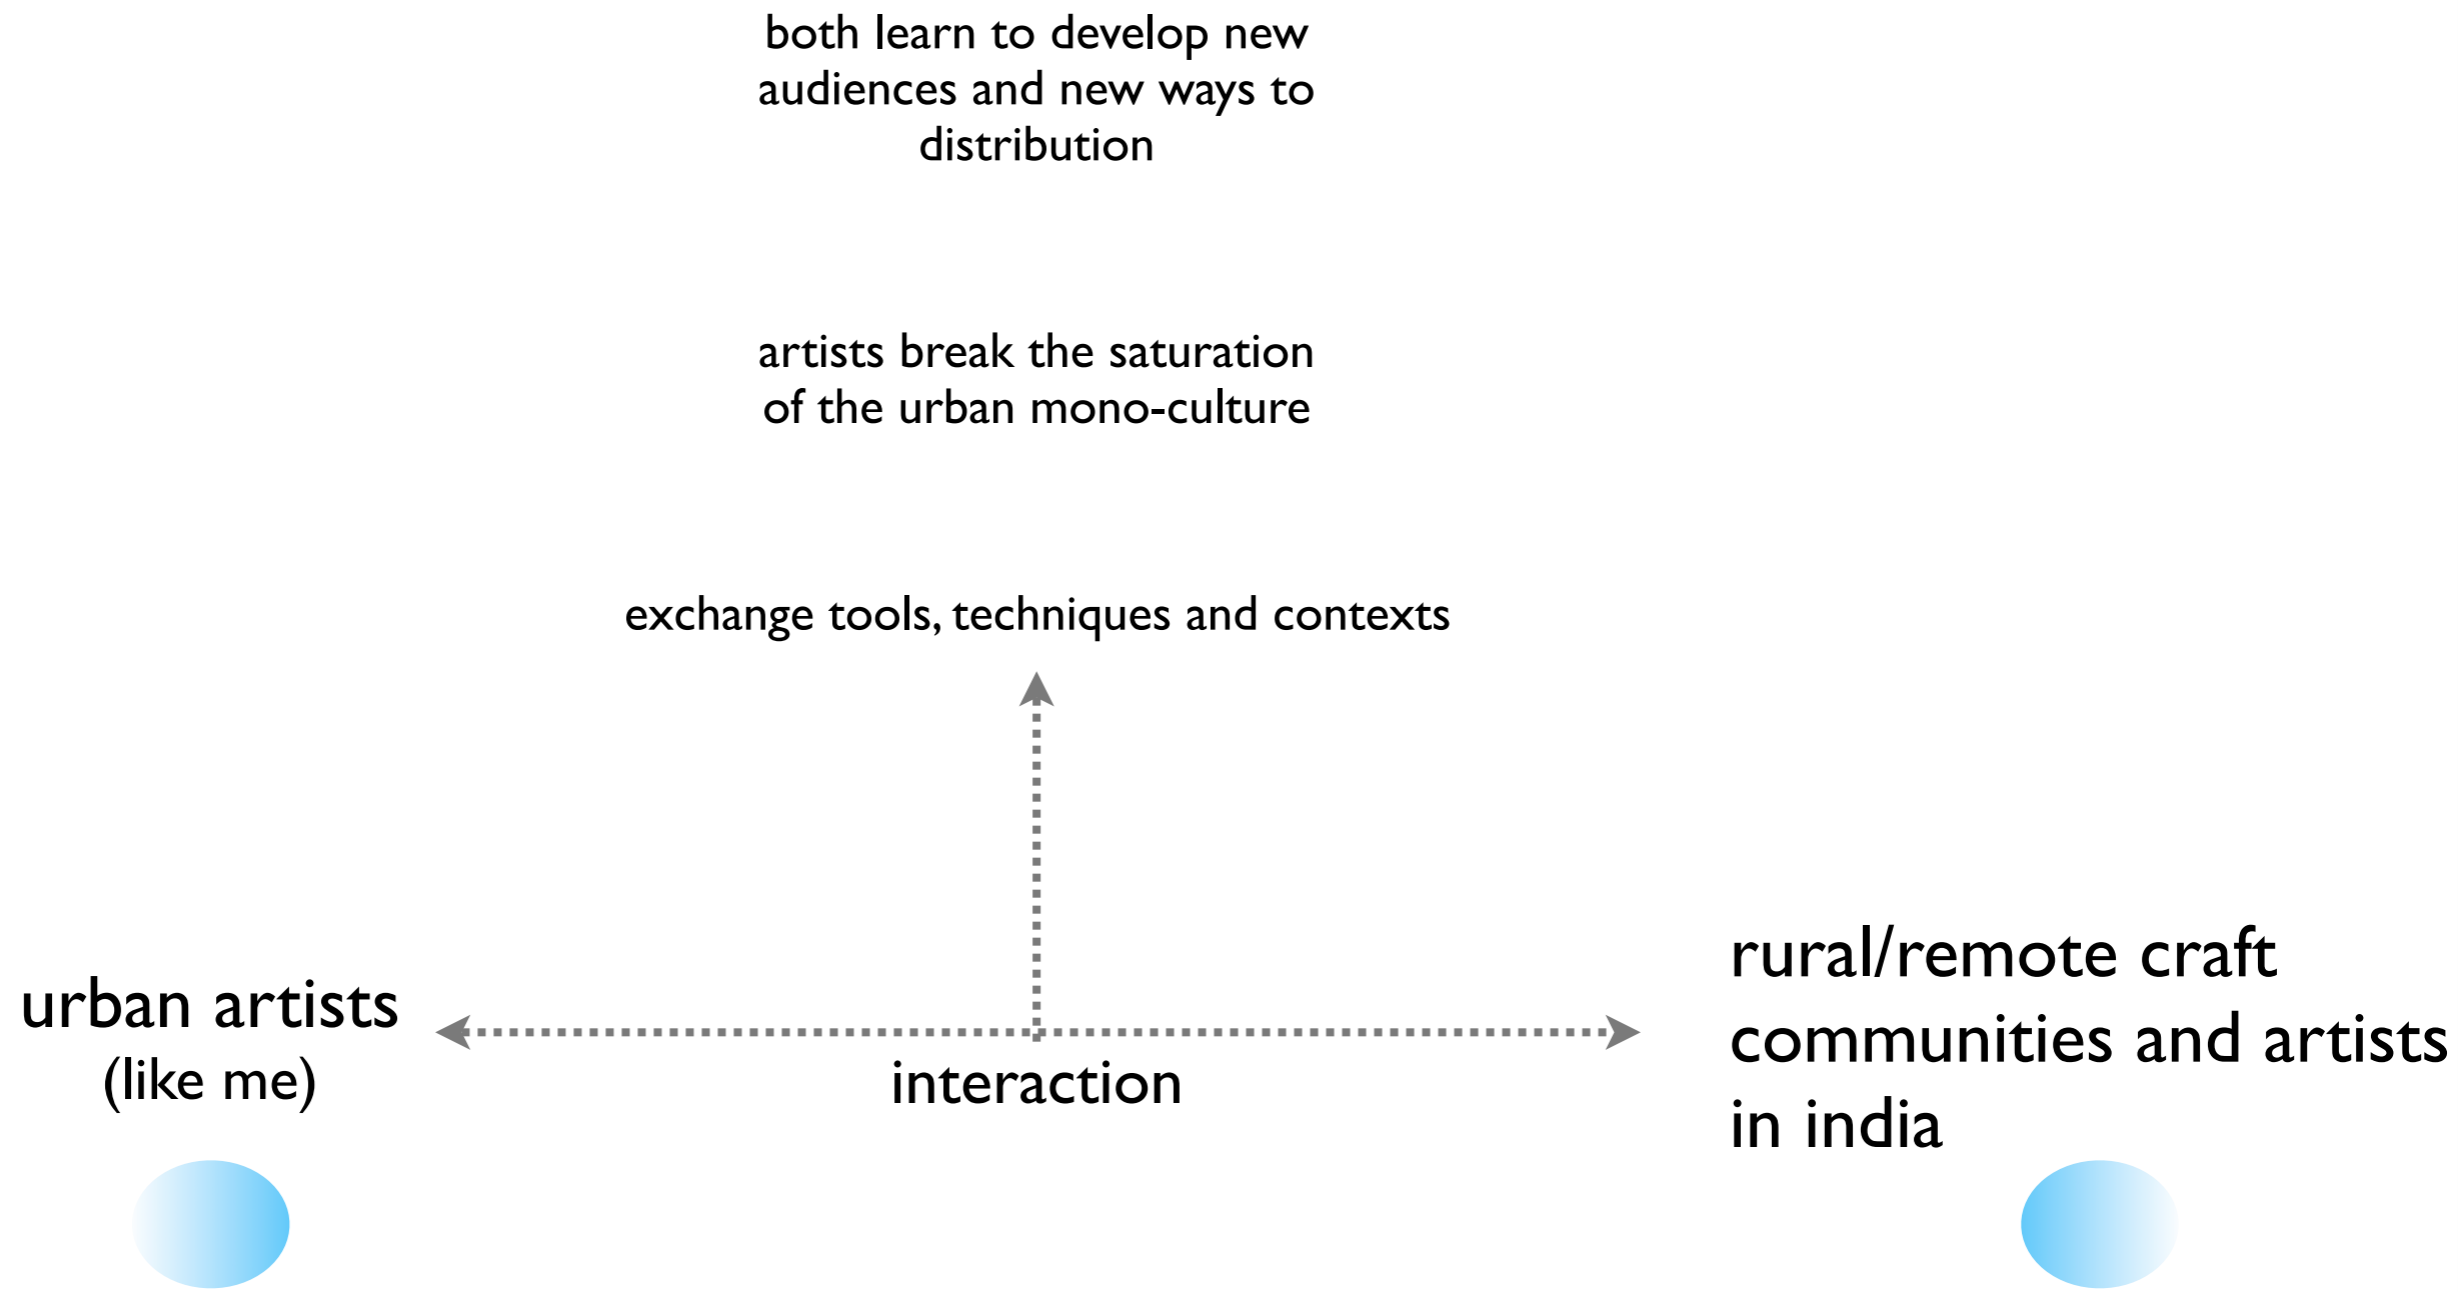 both learn to develop new
audiences and new ways to
distribution
artists break the saturation
of the urban mono-culture
exchange tools, techniques and contexts
urban artists
(like me)
interaction
rural/remote craft
communities and artists
in india